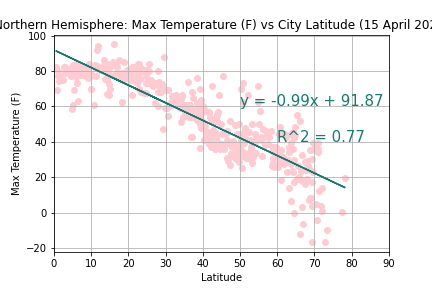 Northern Hemisphere: Max Temperature (F) vs City Latitude (15 April
100
80
60
40
20
0
−20
Max Temperature (F)
y = -0.99x + 91.87
R^2 = 0.77
0 10 20 30 40 50 60 70 80 90
Latitude